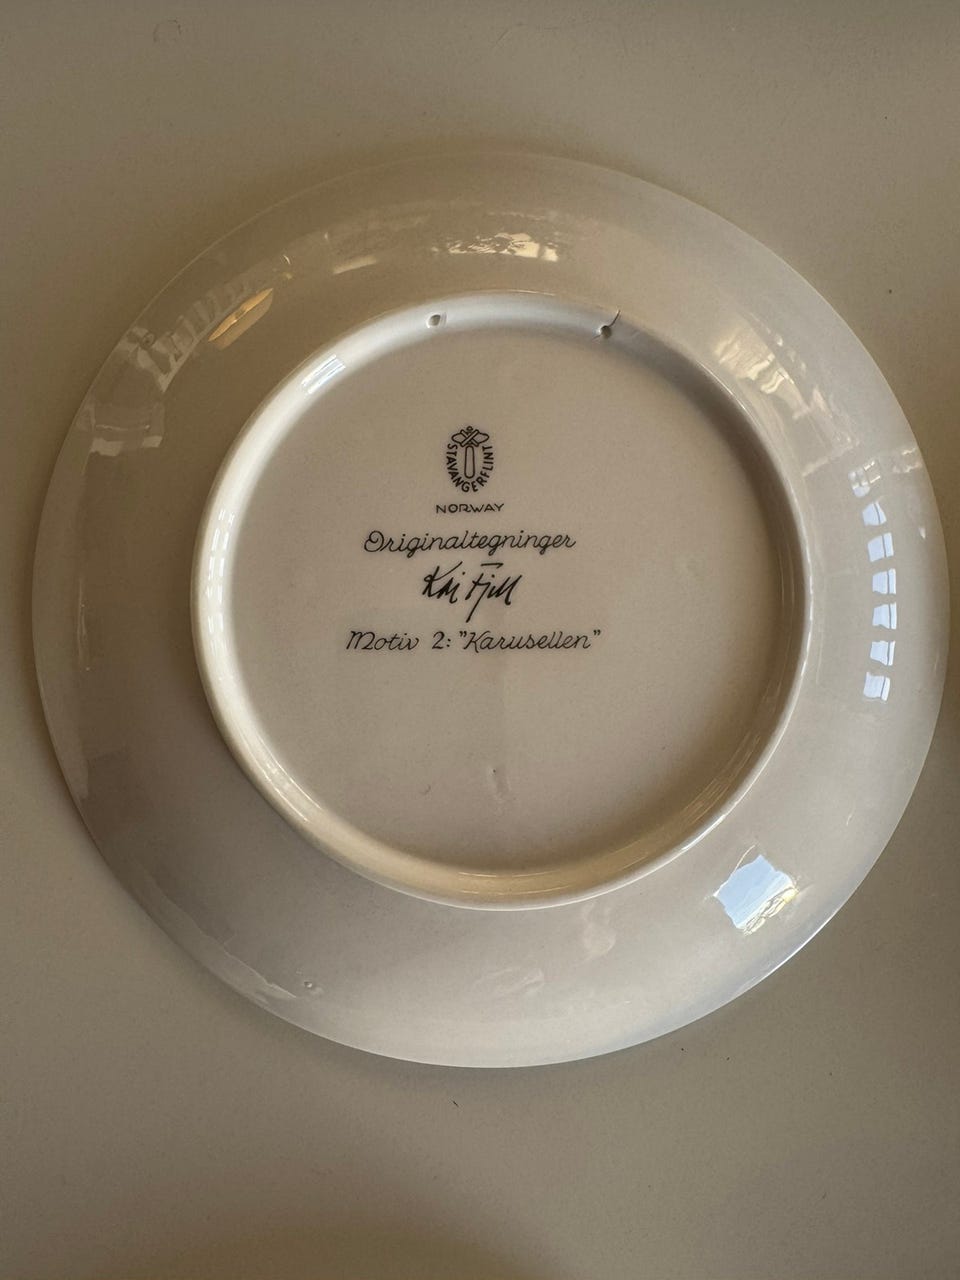 STAVANGERFLINT
NORWAY
Originaltegninger
Kai Fjell
Motiv 2: "Karusellen"